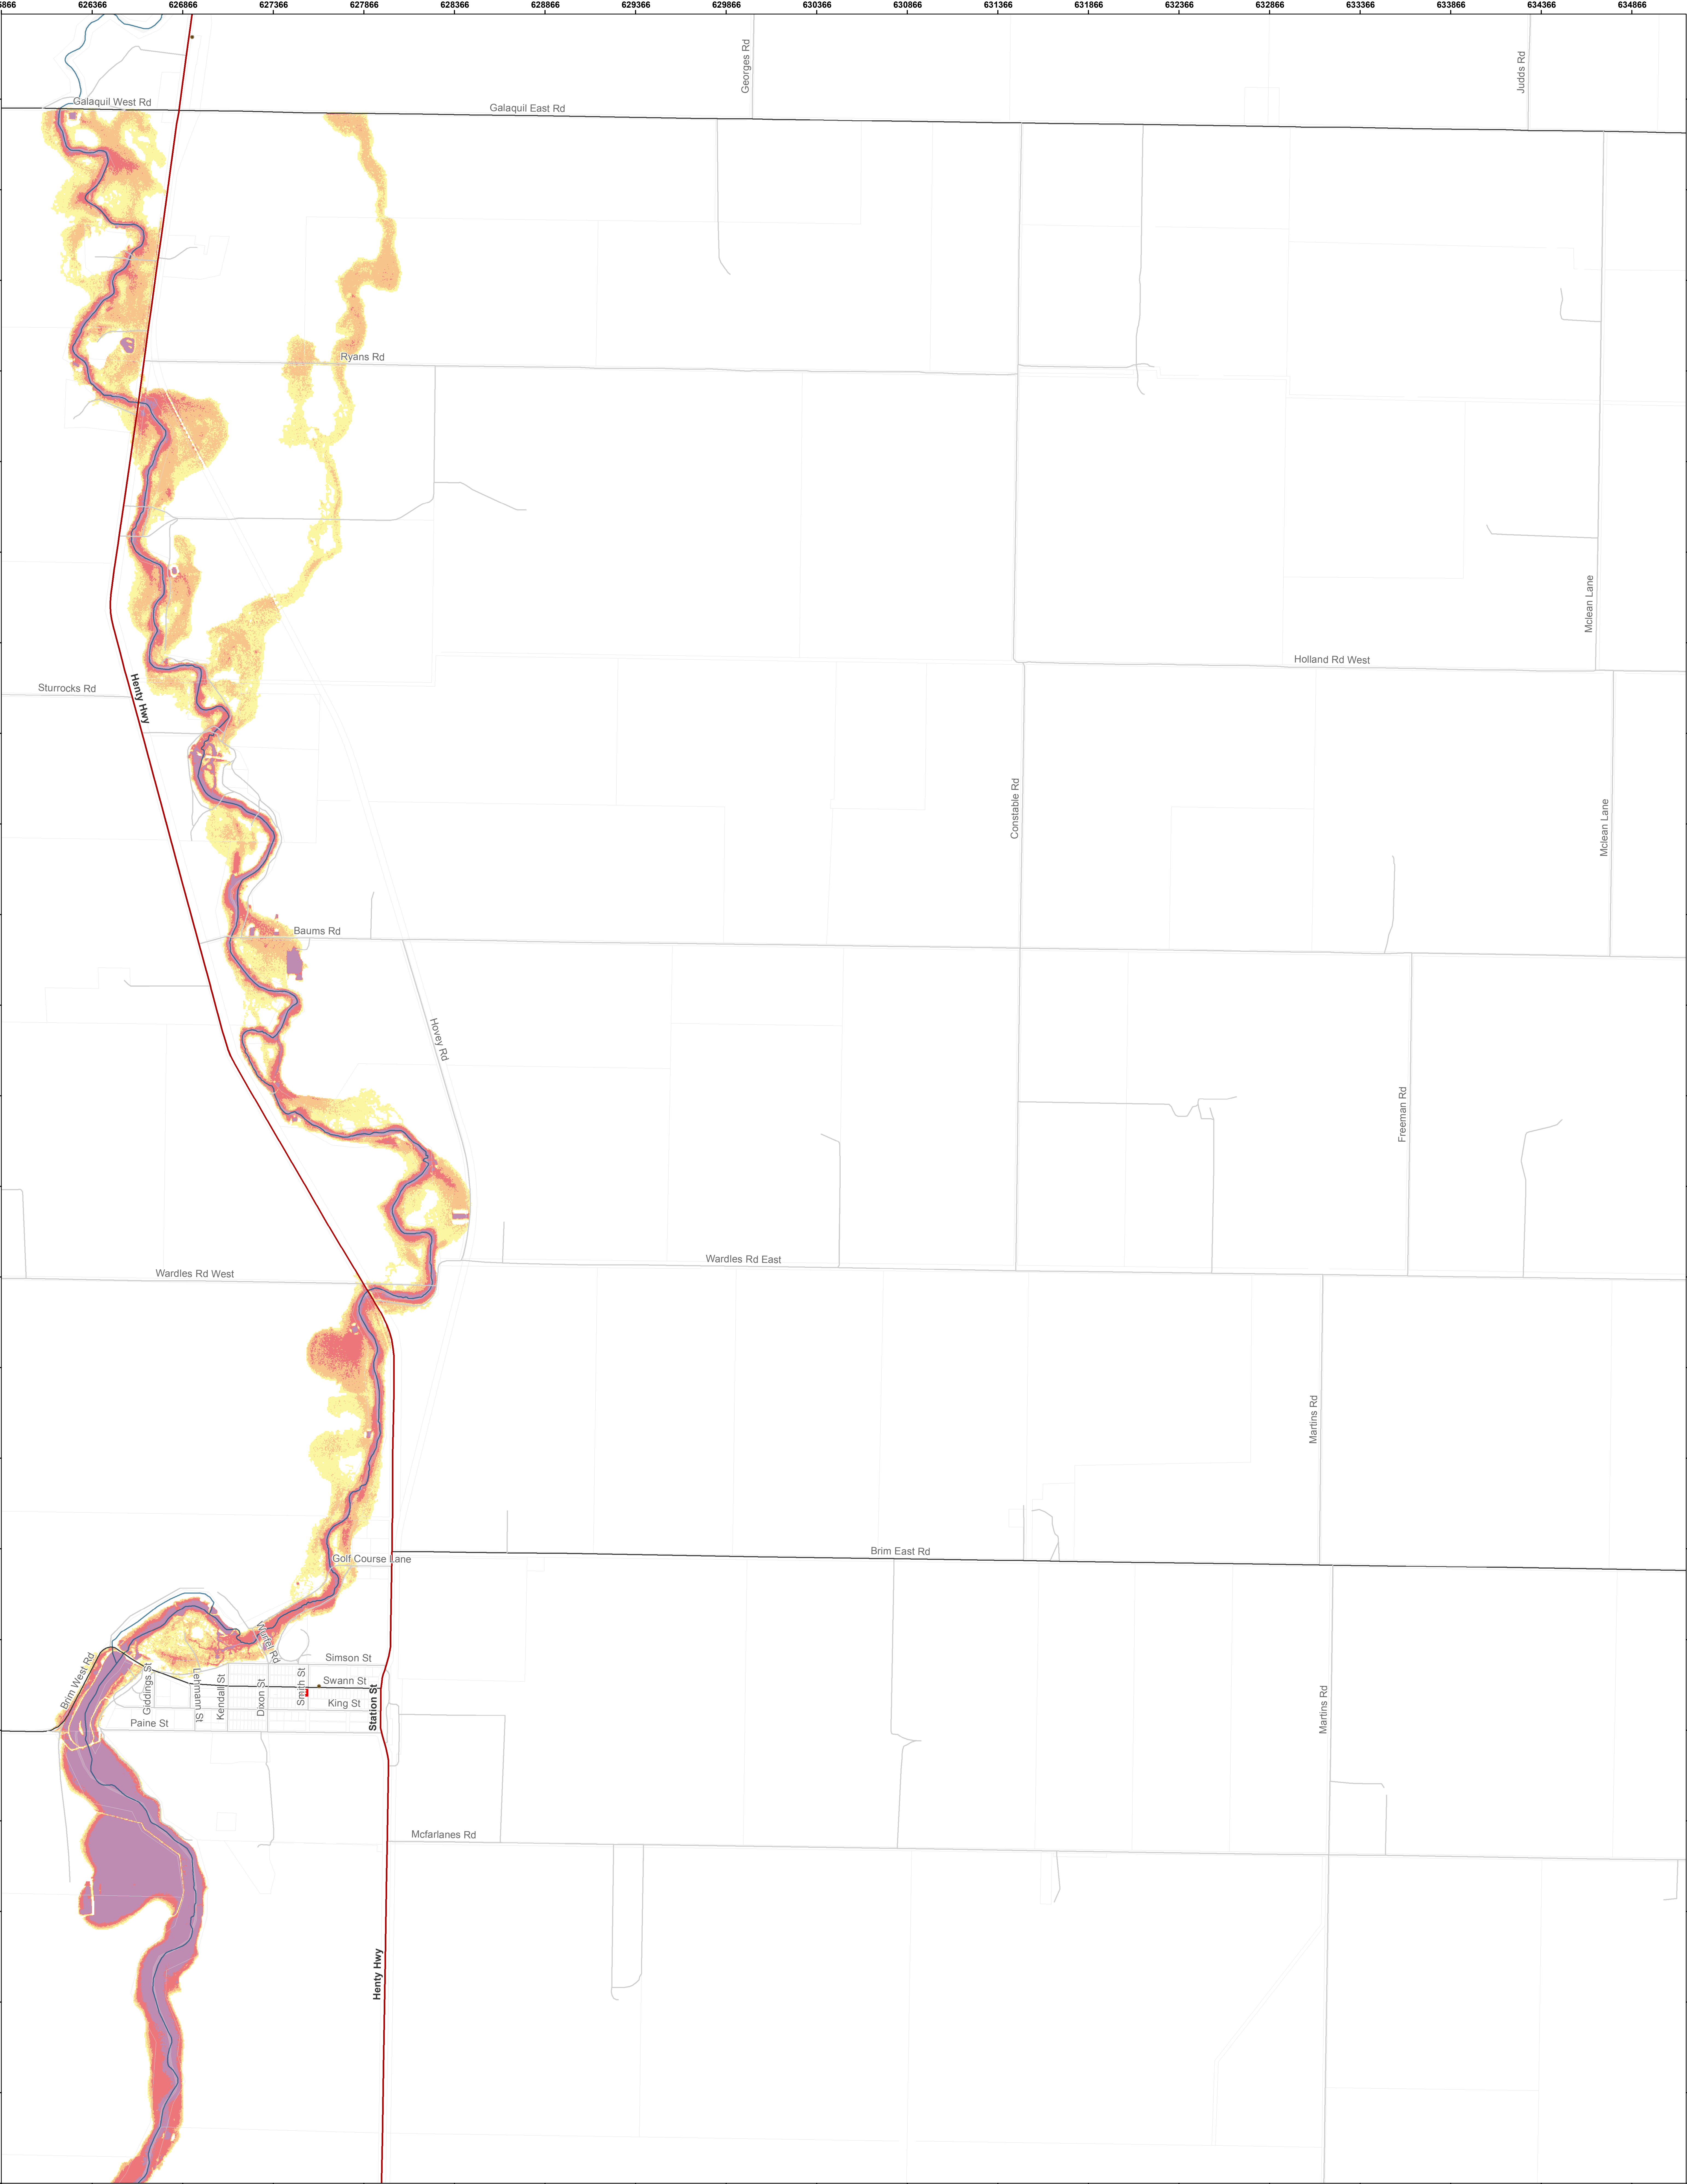 626366 626866 627366 627866 628366 628866 629366 629866 630366 630866 631366 631866 632366 632866 633366 633866 634366 634866
Georges Rd
Judds Rd
Galaquil West Rd
Galaquil East Rd
Ryans Rd
Mclean Lane
Holland Rd West
Sturrocks Rd
Henty Hwy
Constable Rd
Mclean Lane
Baums Rd
Hovey Rd
Freeman Rd
Wardles Rd East
Wardles Rd West
Martins Rd
Brim East Rd
Golf Course Lane
Wurfel Rd
Simson St
Brim West Rd
Giddings St
Lehmann St
Kendall St
Dixon St
Smith St
Swann St
King St
Station St
Paine St
Martins Rd
Mcfarlanes Rd
Henty Hwy